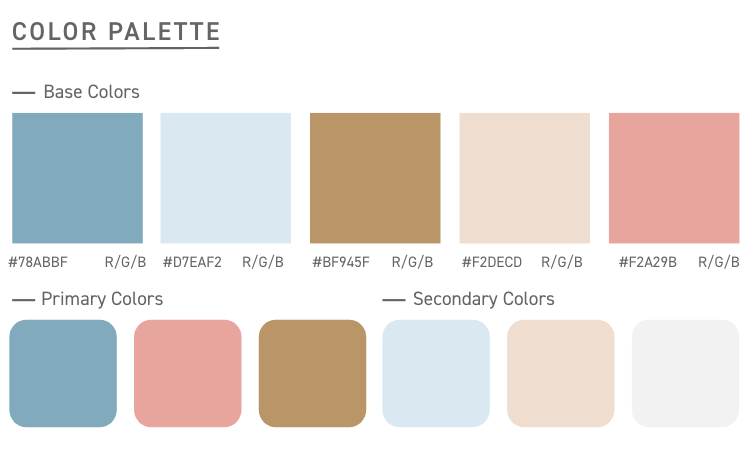 COLOR PALETTE
Base Colors
#78ABBF R/G/B #D7EAF2 R/G/B #BF945F R/G/B #F2DECD R/G/B #F2A29B R/G/B
Primary Colors Secondary Colors